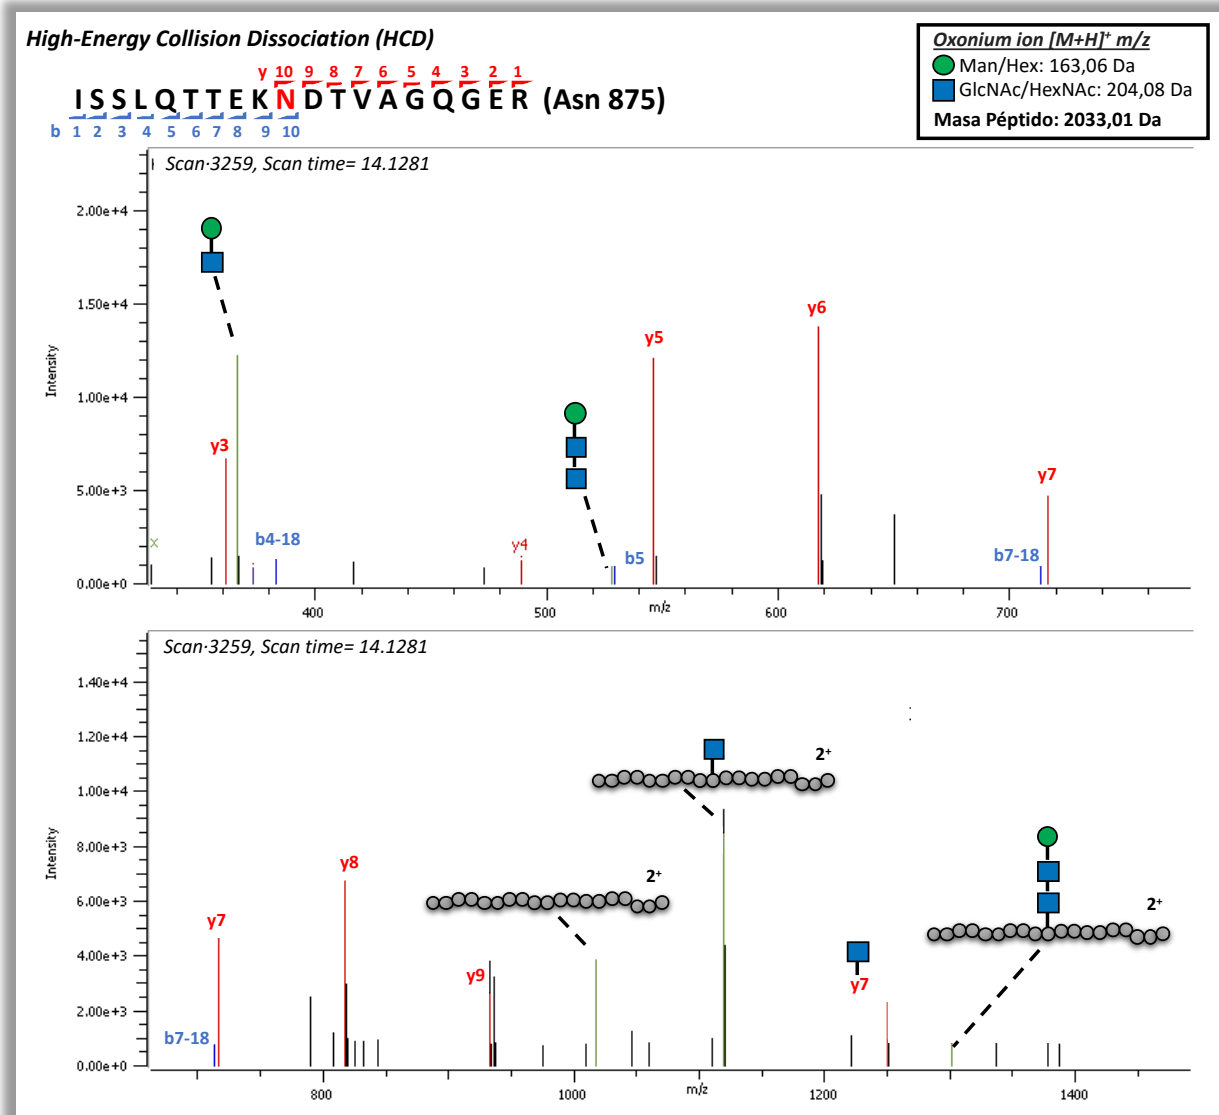 High-Energy Collision Dissociation (HCD)
Oxonium ion [M+H]+ m/z
Man/Hex: 163,06 Da
GlcNAc/HexNAc: 204,08 Da
Masa Péptido: 2033,01 Da
y 10 9 8 7 6 5 4 3 2 1
I S S L Q T T E K N D T V A G Q G E R (Asn 875)
b 1 2 3 4 5 6 7 8 9 10
Scan·3259, Scan time= 14.1281
2.00e+4
1.50e+4
1.00e+4
5.00e+3
0.00e+0
Intensity
y3
b4-18
y4
b5
y5
y6
b7-18
y7
400
500
600
700
m/z
Scan·3259, Scan time= 14.1281
1.40e+4
1.20e+4
1.00e+4
8.00e+3
6.00e+3
4.00e+3
2.00e+3
0.00e+0
Intensity
b7-18
y7
y8
y9
2+
2+
y7
2+
800
1000
1200
1400
m/z